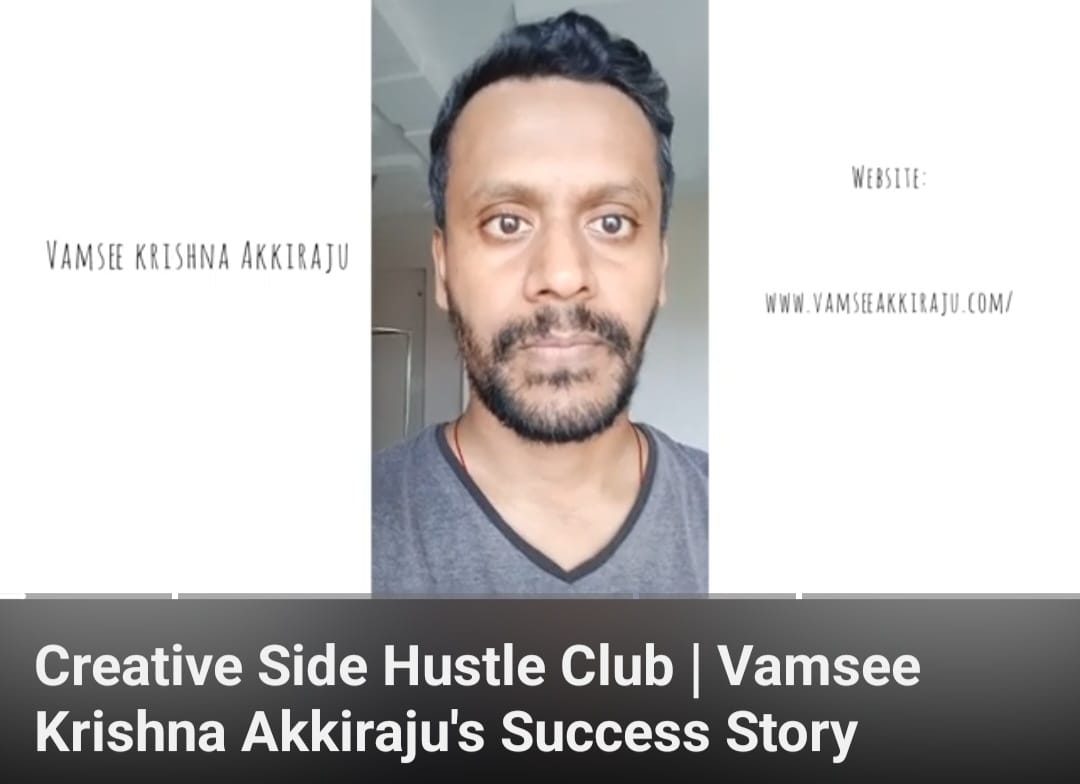 Vamsee krishna Akkiraju
Website:
www.vamseeakkiraju.com/
Creative Side Hustle Club | Vamsee
Krishna Akkiraju's Success Story